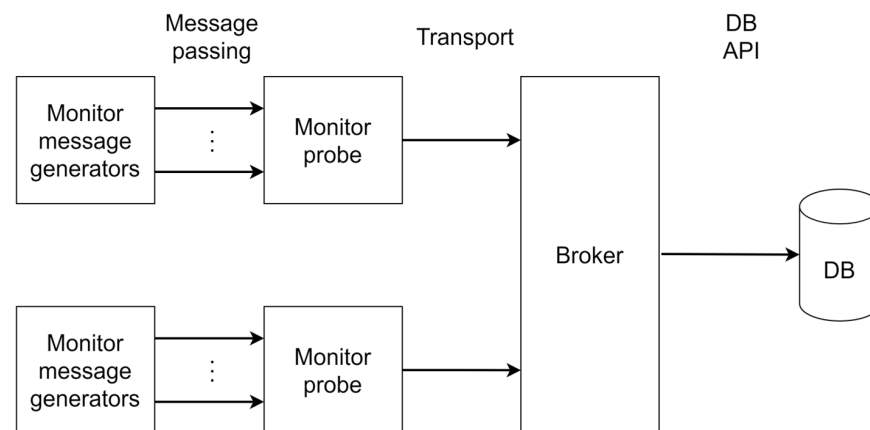 Message
passing
Transport
DB
API
Monitor
message
generators
⋮
Monitor
probe
Broker
DB
Monitor
message
generators
⋮
Monitor
probe